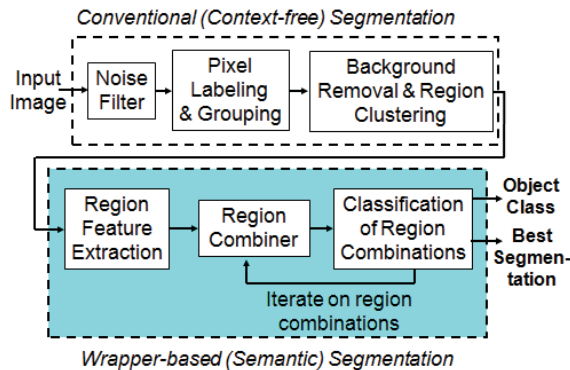 Conventional (Context-free) Segmentation
Input
Image
Noise
Filter
Pixel
Labeling
& Grouping
Background
Removal & Region
Clustering
Region
Feature
Extraction
Region
Combiner
Classification
of Region
Combinations
Object
Class
Best
Segmen-
tation
Iterate on region
combinations
Wrapper-based (Semantic) Segmentation